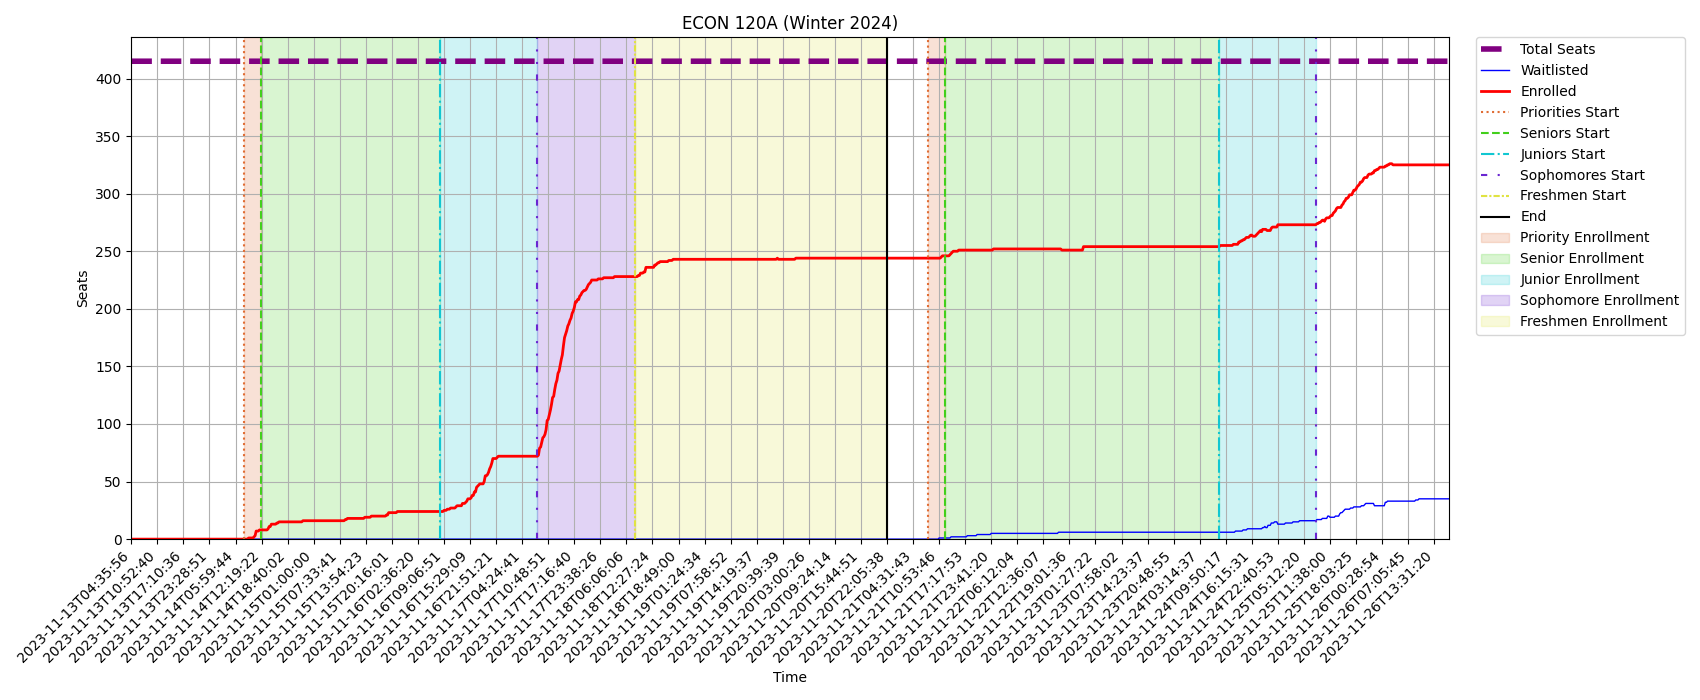 ECON 120A (Winter 2024)
Seats
400
350
300
250
200
150
100
50
0
2023-11-13T04:35:56
2023-11-13T10:52:40
2023-11-13T17:10:36
2023-11-13T23:28:51
2023-11-14T05:59:44
2023-11-14T12:19:22
2023-11-14T18:40:02
2023-11-15T01:00:00
2023-11-15T07:33:41
2023-11-15T13:54:23
2023-11-15T20:16:01
2023-11-16T02:36:20
2023-11-16T09:06:51
2023-11-16T15:29:09
2023-11-16T21:51:21
2023-11-17T04:24:41
2023-11-17T10:48:51
2023-11-17T17:16:40
2023-11-17T23:38:26
2023-11-18T06:06:00
2023-11-18T12:27:24
2023-11-18T18:49:00
2023-11-19T01:24:34
2023-11-19T07:58:52
2023-11-19T14:19:37
2023-11-19T20:39:39
2023-11-20T03:00:26
2023-11-20T09:24:14
2023-11-20T15:44:51
2023-11-20T22:05:38
2023-11-21T04:31:43
2023-11-21T10:53:46
2023-11-21T17:17:53
2023-11-21T23:41:20
2023-11-22T06:12:04
2023-11-22T12:36:07
2023-11-22T19:01:36
2023-11-23T01:27:22
2023-11-23T07:58:02
2023-11-23T14:23:37
2023-11-23T20:48:55
2023-11-24T03:14:37
2023-11-24T09:50:17
2023-11-24T16:15:31
2023-11-24T22:40:53
2023-11-25T05:12:20
2023-11-25T11:38:00
2023-11-25T18:03:25
2023-11-26T00:28:54
2023-11-26T07:05:45
2023-11-26T13:31:20
Time
Total Seats
Waitlisted
Enrolled
Priorities Start
Seniors Start
Juniors Start
Sophomores Start
Freshmen Start
End
Priority Enrollment
Senior Enrollment
Junior Enrollment
Sophomore Enrollment
Freshmen Enrollment